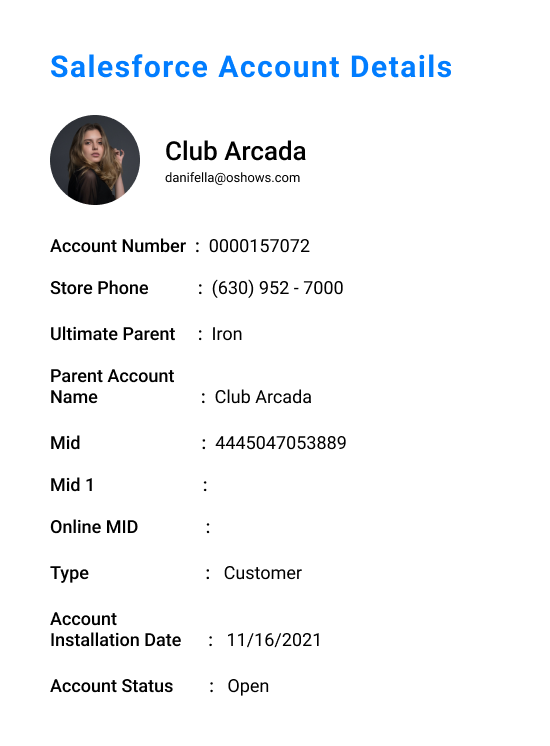 Salesforce Account Details
Club Arcada
danifella@oshows.com
Account Number : 0000157072
Store Phone : (630) 952 - 7000
Ultimate Parent : Iron
Parent Account
Name : Club Arcada
Mid : 4445047053889
Mid 1 :
Online MID :
Type : Customer
Account
Installation Date : 11/16/2021
Account Status : Open